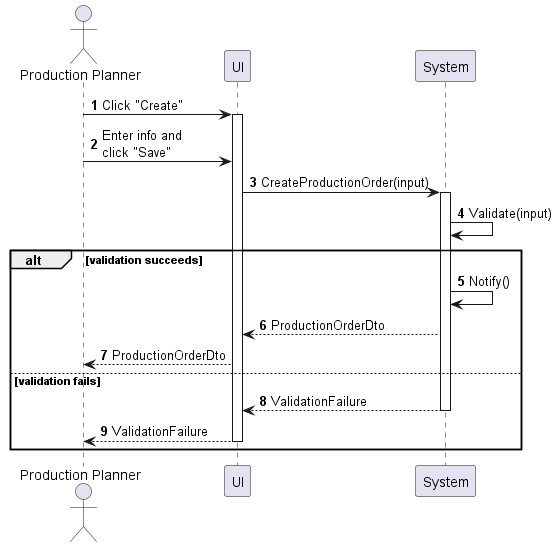 Production Planner
UI
System
1 Click "Create"
2 Enter info and
click "Save"
3 CreateProductionOrder(input)
4 Validate(input)
alt [validation succeeds]
5 Notify()
6 ProductionOrderDto
7 ProductionOrderDto
[validation fails]
8 ValidationFailure
9 ValidationFailure
Production Planner
UI
System